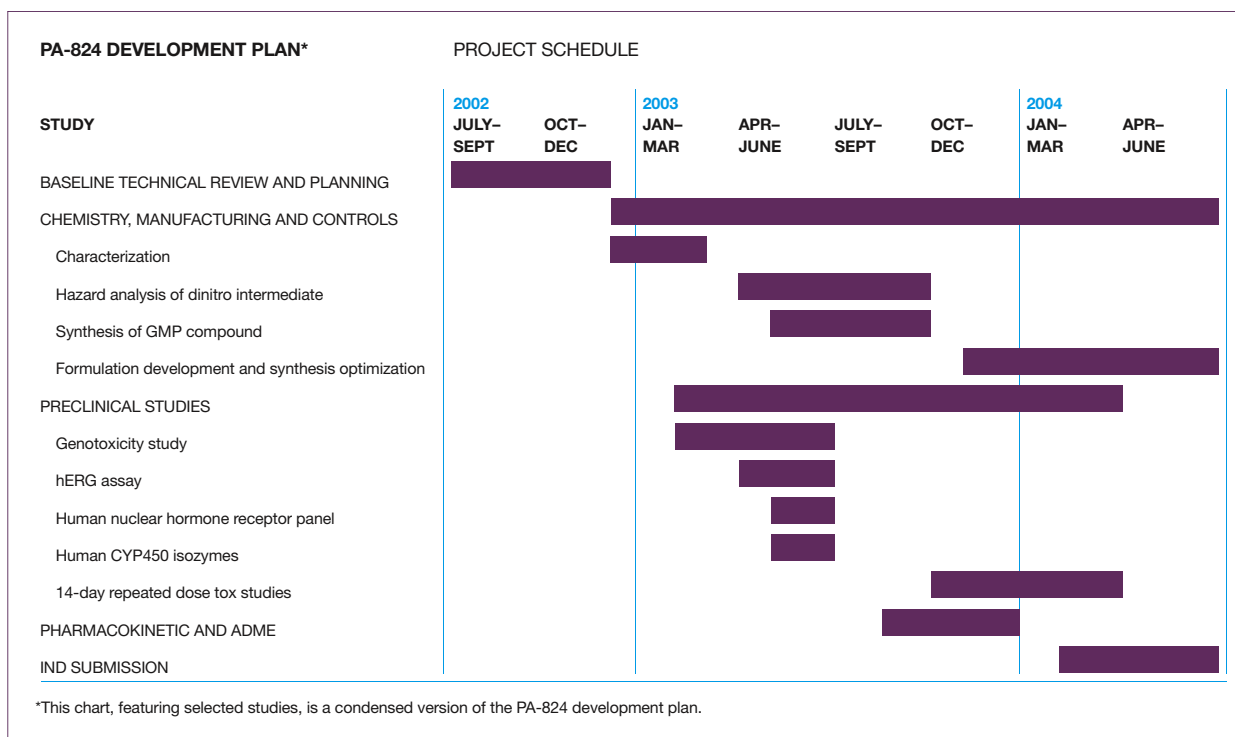 PA-824 DEVELOPMENT PLAN* PROJECT SCHEDULE
2002 2003 2004
STUDY
JULY– OCT– JAN– APR– JULY– OCT– JAN– APR–
SEPT DEC MAR JUNE SEPT DEC MAR JUNE
BASELINE TECHNICAL REVIEW AND PLANNING
CHEMISTRY, MANUFACTURING AND CONTROLS
Characterization
Hazard analysis of dinitro intermediate
Synthesis of GMP compound
Formulation development and synthesis optimization
PRECLINICAL STUDIES
Genotoxicity study
hERG assay
Human nuclear hormone receptor panel
Human CYP450 isozymes
14-day repeated dose tox studies
PHARMACOKINETIC AND ADME
IND SUBMISSION
*This chart, featuring selected studies, is a condensed version of the PA-824 development plan.